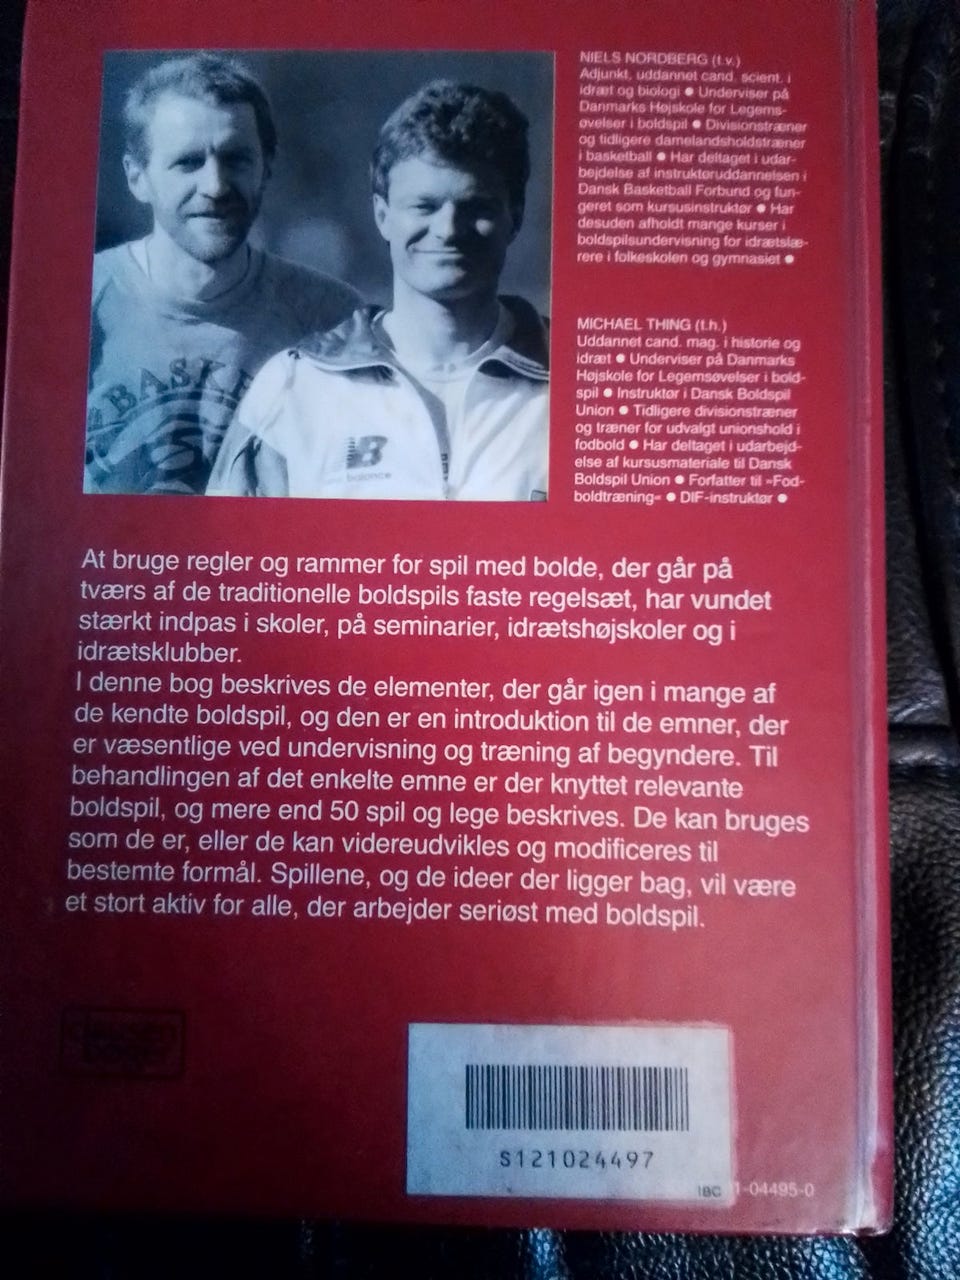 BASKE
balance
NIELS NORDBERG (t.v.)
Adjunkt, uddannet cand. scient. i
idræt og biologi ● Underviser på
Danmarks Højskole for Legems-
øvelser i boldspil ● Divisionstræner
og tidligere damelandsholdstræner
i basketball ● Har deltaget i udar-
bejdelse af instruktøruddannelsen i
Dansk Basketball Forbund og fun-
geret som kursusinstruktør ● Har
desuden afholdt mange kurser i
boldspilsundervisning for idrætslæ-
rere i folkeskolen og gymnasiet ●
MICHAEL THING (t.h.)
Uddannet cand. mag. i historie og
idræt ● Underviser på Danmarks
Højskole for Legemsøvelser i bold-
spil ● Instruktør i Dansk Boldspil
Union ● Tidligere divisionstræner
og træner for udvalgt unionshold i
fodbold ● Har deltaget i udarbejd-
else af kursusmateriale til Dansk
Boldspil Union ● Forfatter til »Fod-
boldtræning« ● DIF-instruktør ●
At bruge regler og rammer for spil med bolde, der går på
tværs af de traditionelle boldspils faste regelsæt, har vundet
stærkt indpas i skoler, på seminarier, idrætshøjskoler og i
idrætsklubber.
I denne bog beskrives de elementer, der går igen i mange af
de kendte boldspil, og den er en introduktion til de emner, der
er væsentlige ved undervisning og træning af begyndere. Til
behandlingen af det enkelte emne er der knyttet relevante
boldspil, og mere end 50 spil og lege beskrives. De kan bruges
som de er, eller de kan videreudvikles og modificeres til
bestemte formål. Spillene, og de ideer der ligger bag, vil være
et stort aktiv for alle, der arbejder seriøst med boldspil.
clausen
bøger
S121024497
IBC 1-04495-0